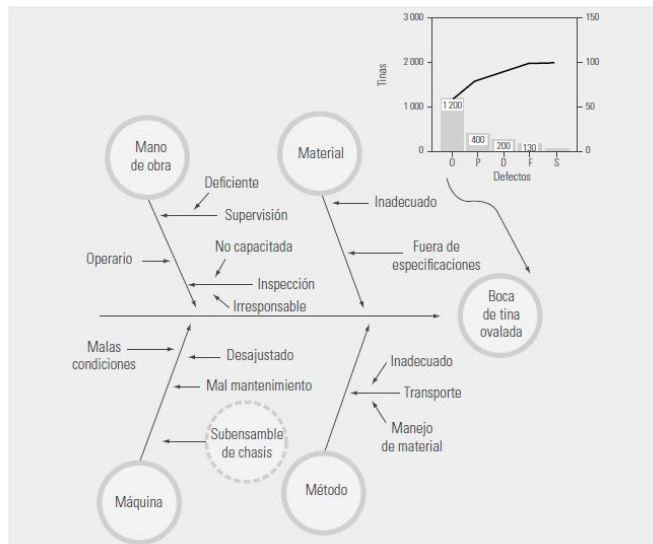 3 000
2 000
1 000
0
Tinas
150
100
50
0
1 200
400
200
130
O P D F S
Defectos
Mano
de obra
Material
Deficiente
Supervisión
Operario
No capacitada
Inspección
Irresponsable
Inadecuado
Fuera de
especificaciones
Boca
de tina
ovalada
Malas
condiciones
Desajustado
Mal mantenimiento
Subensamble
de chasis
Máquina
Inadecuado
Transporte
Manejo
de material
Método